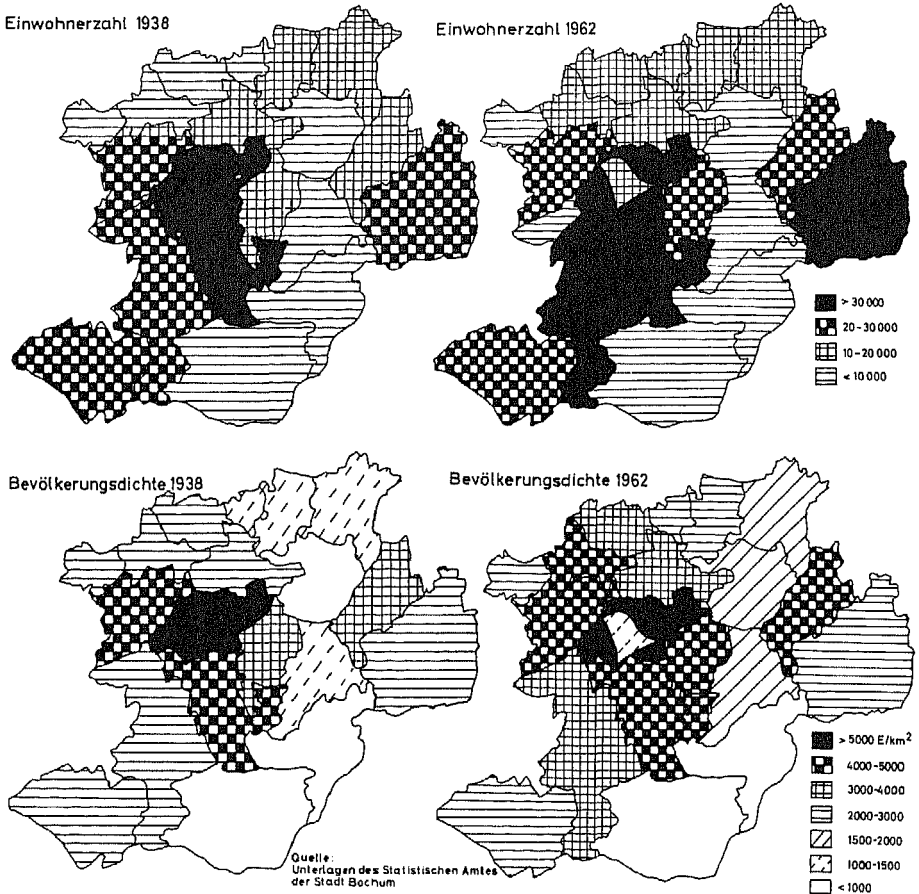 Einwohnerzahl 1938
Einwohnerzahl 1962
> 30 000
20-30 000
10-20 000
< 10 000
Bevölkerungsdichte 1938
Bevölkerungsdichte 1962
> 5000 E/km²
4000-5000
3000-4000
2000-3000
1500-2000
1000-1500
< 1000
Quelle:
Unterlagen des Statistischen Amtes
der Stadt Bochum